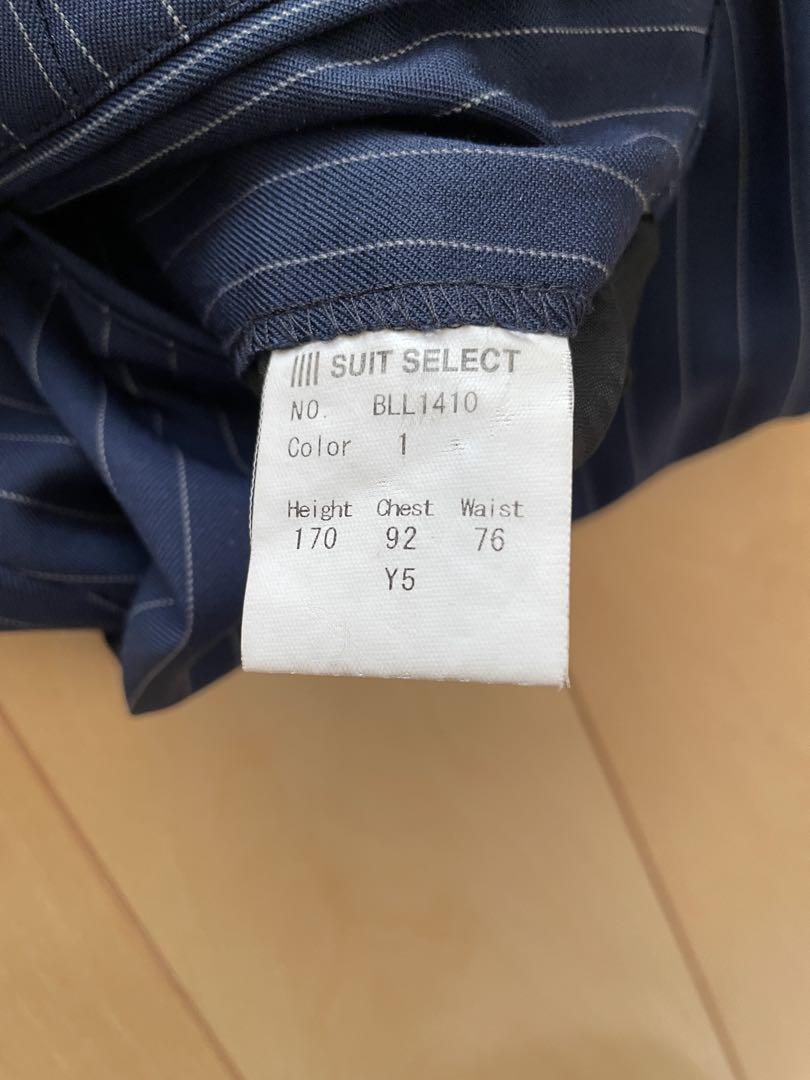 SUIT SELECT
NO. BLL1410
Color 1
Height Chest Waist
170 92 76
Y5